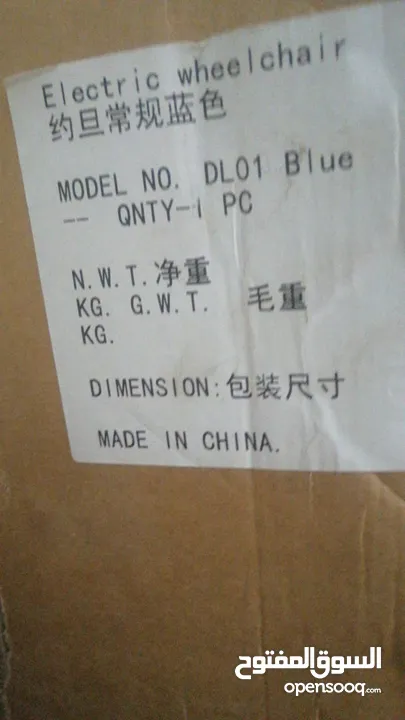 Electric wheelchair
约旦常规蓝色
MODEL NO. DL01 Blue
-- QNTY-1 PC
N.W.T.净重
KG. G.W.T. 毛重
KG.
DIMENSION:包装尺寸
MADE IN CHINA.
السوق المفتوح
opensooq.com